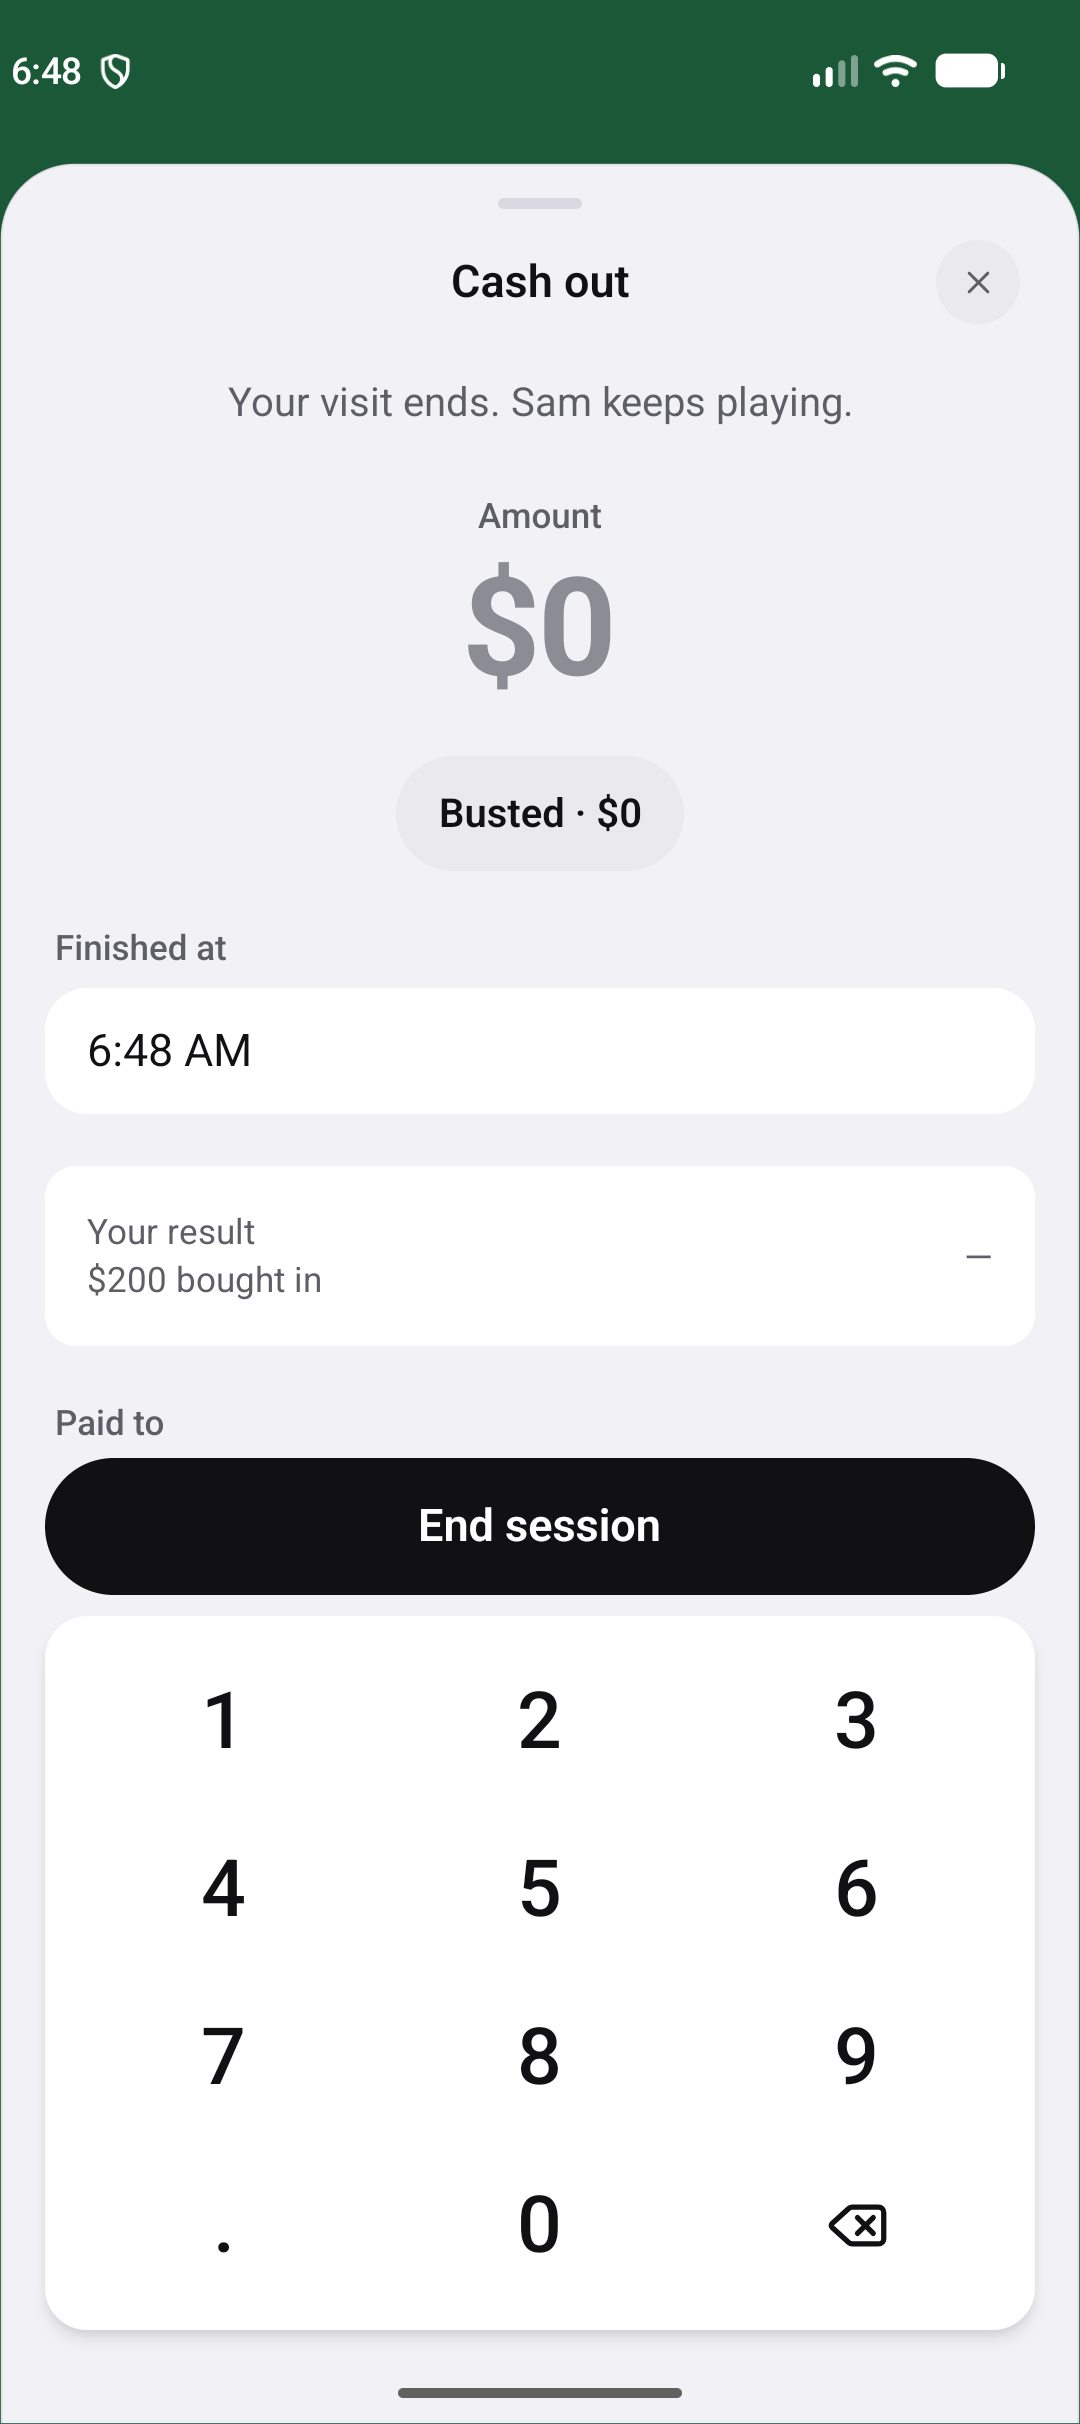 6:48
Cash out
Your visit ends. Sam keeps playing.
Amount
$0
Busted · $0
Finished at
6:48 AM
Your result
$200 bought in
—
Paid to
End session
1 2 3
4 5 6
7 8 9
. 0